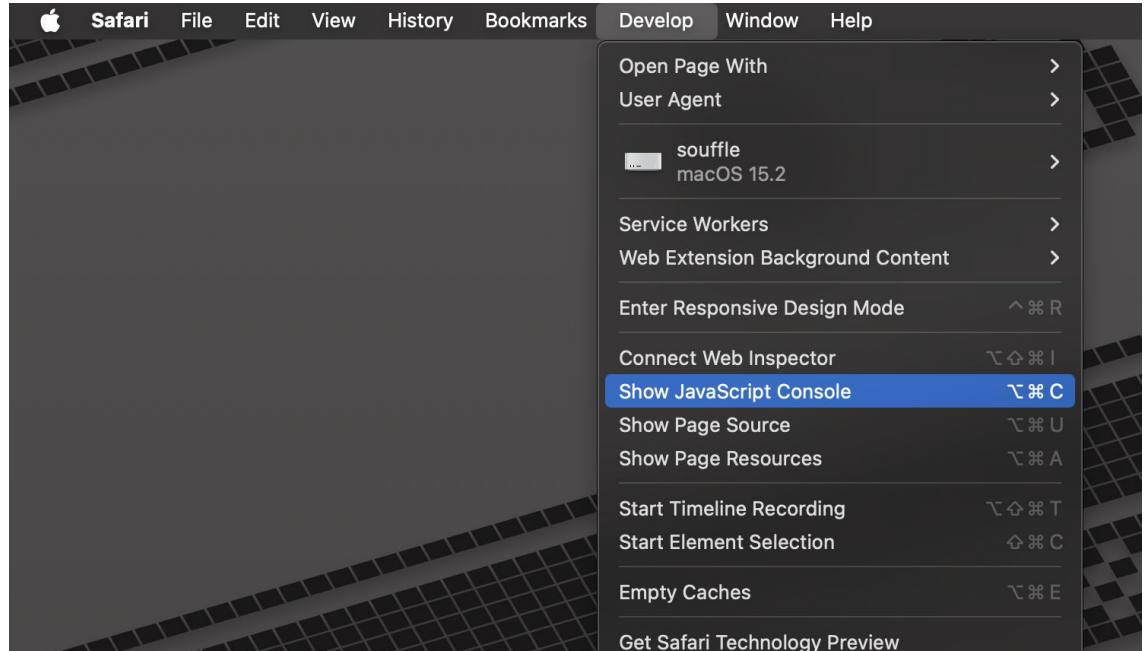 Safari File Edit View History Bookmarks Develop Window Help
Open Page With
User Agent
souffle
macOS 15.2
Service Workers
Web Extension Background Content
Enter Responsive Design Mode ^⌘R
Connect Web Inspector ⌥⇧⌘I
Show JavaScript Console ⌥⌘C
Show Page Source ⌥⌘U
Show Page Resources ⌥⌘A
Start Timeline Recording ⌥⇧⌘T
Start Element Selection ⇧⌘C
Empty Caches ⌥⌘E
Get Safari Technology Preview